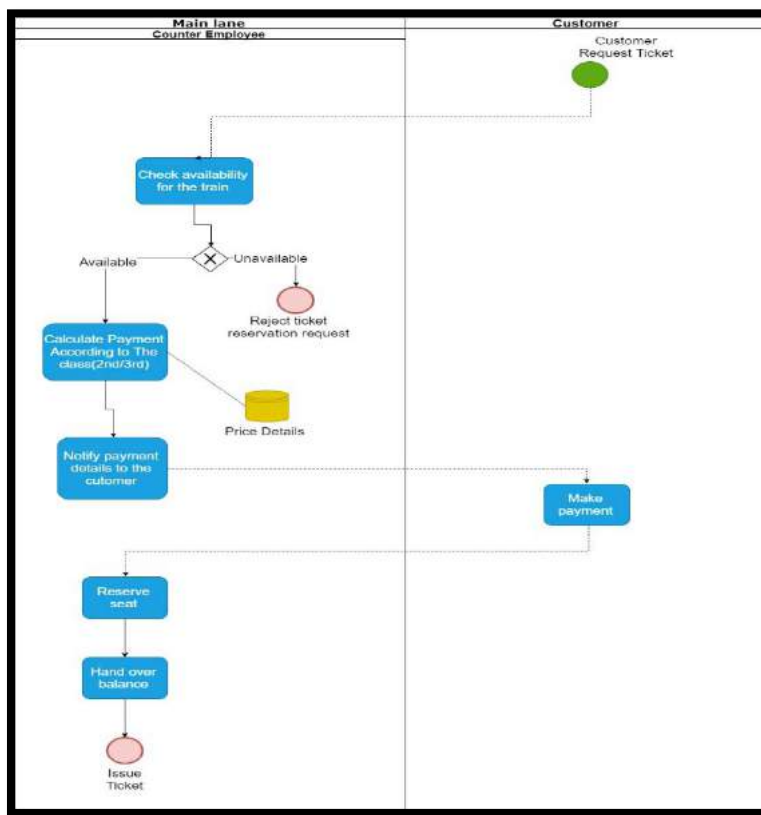 Main lane
Customer
Counter Employee
Customer
Request Ticket
Check availability
for the train
Available
Unavailable
Reject ticket
reservation request
Calculate Payment
According to The
class(2nd/3rd)
Price Details
Notify payment
details to the
cutomer
Make
payment
Reserve
seat
Hand over
balance
Issue
Ticket